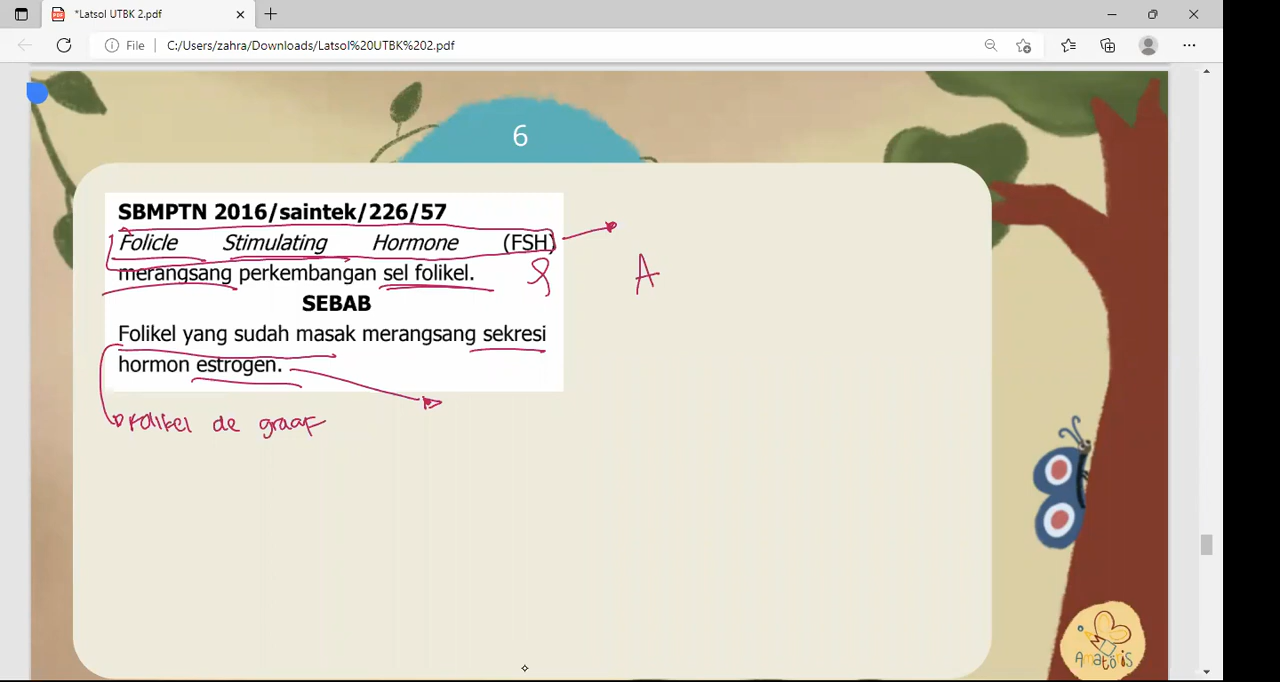 *Latsol UTBK 2.pdf
File
C:/Users/zahra/Downloads/Latsol%20UTBK%202.pdf
6
SBMPTN 2016/saintek/226/57
Folicle Stimulating Hormone (FSH)
merangsang perkembangan sel folikel.
A
SEBAB
Folikel yang sudah masak merangsang sekresi
hormon estrogen.
Folikel de graaf
Amatöris